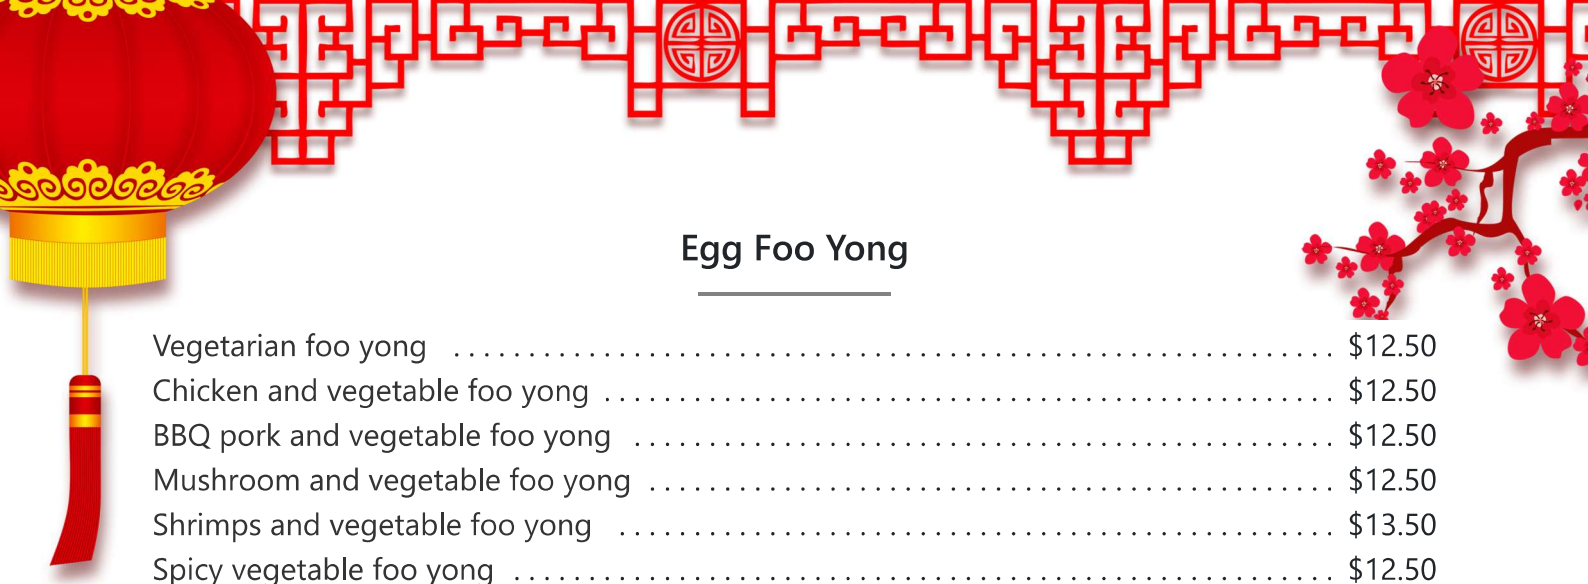 Egg Foo Yong
Vegetarian foo yong ........................................................... $12.50
Chicken and vegetable foo yong ................................................. $12.50
BBQ pork and vegetable foo yong ............................................... $12.50
Mushroom and vegetable foo yong .............................................. $12.50
Shrimps and vegetable foo yong ................................................ $13.50
Spicy vegetable foo yong ....................................................... $12.50